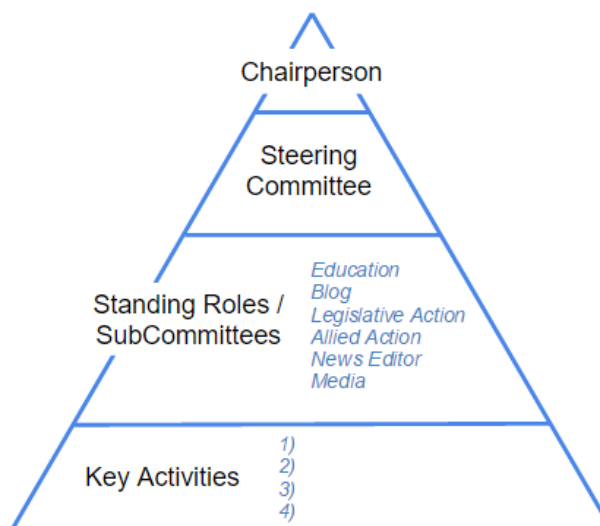 Chairperson
Steering
Committee
Standing Roles /
SubCommittees
Education
Blog
Legislative Action
Allied Action
News Editor
Media
Key Activities
1)
2)
3)
4)